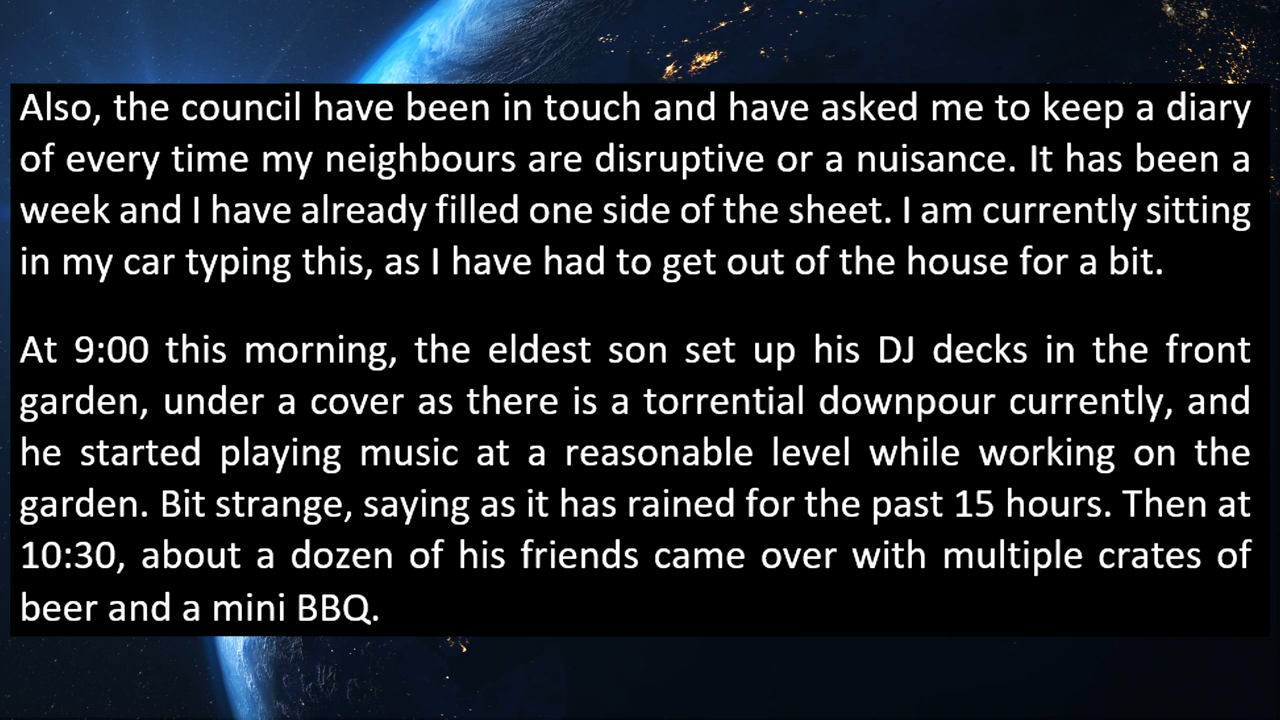 Also, the council have been in touch and have asked me to keep a diary
of every time my neighbours are disruptive or a nuisance. It has been a
week and I have already filled one side of the sheet. I am currently sitting
in my car typing this, as I have had to get out of the house for a bit.
At 9:00 this morning, the eldest son set up his DJ decks in the front
garden, under a cover as there is a torrential downpour currently, and
he started playing music at a reasonable level while working on the
garden. Bit strange, saying as it has rained for the past 15 hours. Then at
10:30, about a dozen of his friends came over with multiple crates of
beer and a mini BBQ.